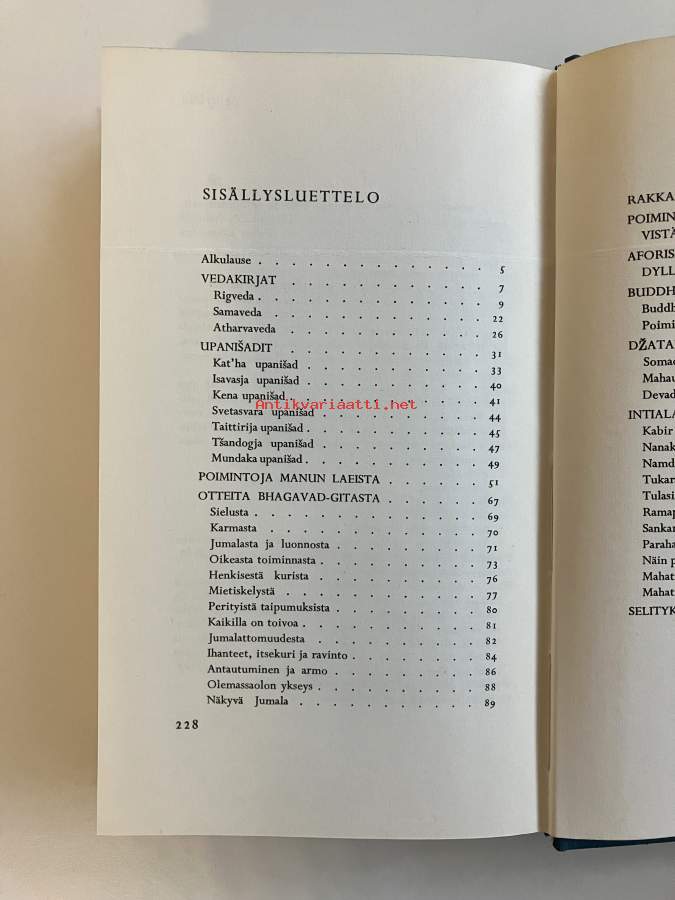 SISÄLLYSLUETTELO
Alkulause . . . . . . . . . . . . . . 5
VEDAKIRJAT . . . . . . . . . . . . 7
Rigveda . . . . . . . . . . . . . . 9
Samaveda . . . . . . . . . . . . . 22
Atharvaveda . . . . . . . . . . . . 26
UPANIŠADIT . . . . . . . . . . . . 31
Kat'ha upanišad . . . . . . . . . . 33
Isavasja upanišad . . . . . . . . . . 40
Kena upanišad . . . . . . . . . . . 41
Antikvariaatti.net
Svetasvara upanišad . . . . . . . . . 44
Taittirija upanišad . . . . . . . . . . 45
Tšandogja upanišad . . . . . . . . . 47
Mundaka upanišad . . . . . . . . . . 49
POIMINTOJA MANUN LAEISTA . . . . . 51
OTTEITA BHAGAVAD-GITASTA . . . . . 67
Sielusta . . . . . . . . . . . . . 69
Karmasta . . . . . . . . . . . . . 70
Jumalasta ja luonnosta . . . . . . . . 71
Oikeasta toiminnasta . . . . . . . . . 73
Henkisestä kurista . . . . . . . . . . 76
Mietiskelystä . . . . . . . . . . . 77
Perityistä taipumuksista . . . . . . . . 80
Kaikilla on toivoa . . . . . . . . . . 81
Jumalattomuudesta . . . . . . . . . 82
Ihanteet, itsekuri ja ravinto . . . . . . . 84
Antautuminen ja armo . . . . . . . . 86
Olemassaolon ykseys . . . . . . . . . 88
Näkyvä Jumala . . . . . . . . . . 89
228
RAKKA
POIMIN
VISTÄ
AFORIS
DYLL
BUDDH
Buddh
Poimi
DŽATA
Somad
Mahau
Devad
INTIALA
Kabir
Nanak
Namd
Tukar
Tulasi
Ramap
Sankar
Paraha
Näin p
Mahat
Mahat
SELITYK